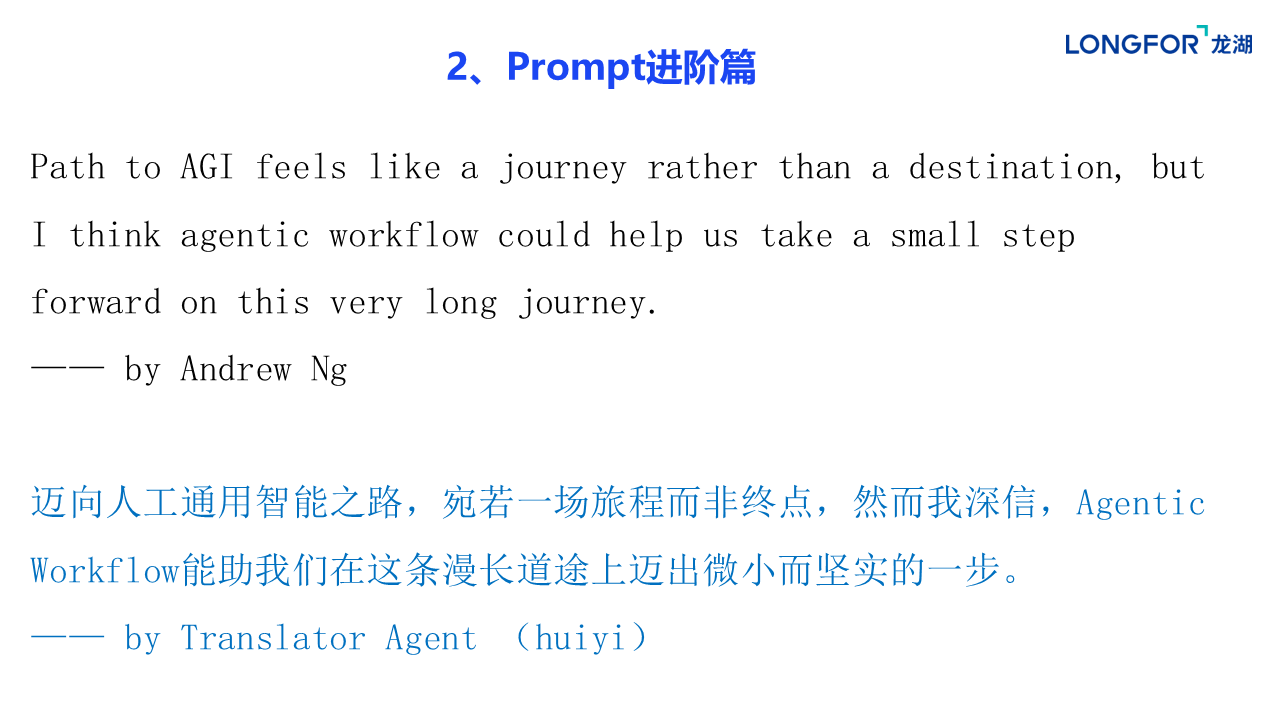 2、Prompt进阶篇
LONGFOR 龙湖
Path to AGI feels like a journey rather than a destination, but
I think agentic workflow could help us take a small step
forward on this very long journey.
—— by Andrew Ng
迈向人工通用智能之路，宛若一场旅程而非终点，然而我深信，Agentic
Workflow能助我们在这条漫长道途上迈出微小而坚实的一步。
—— by Translator Agent （huiyi）